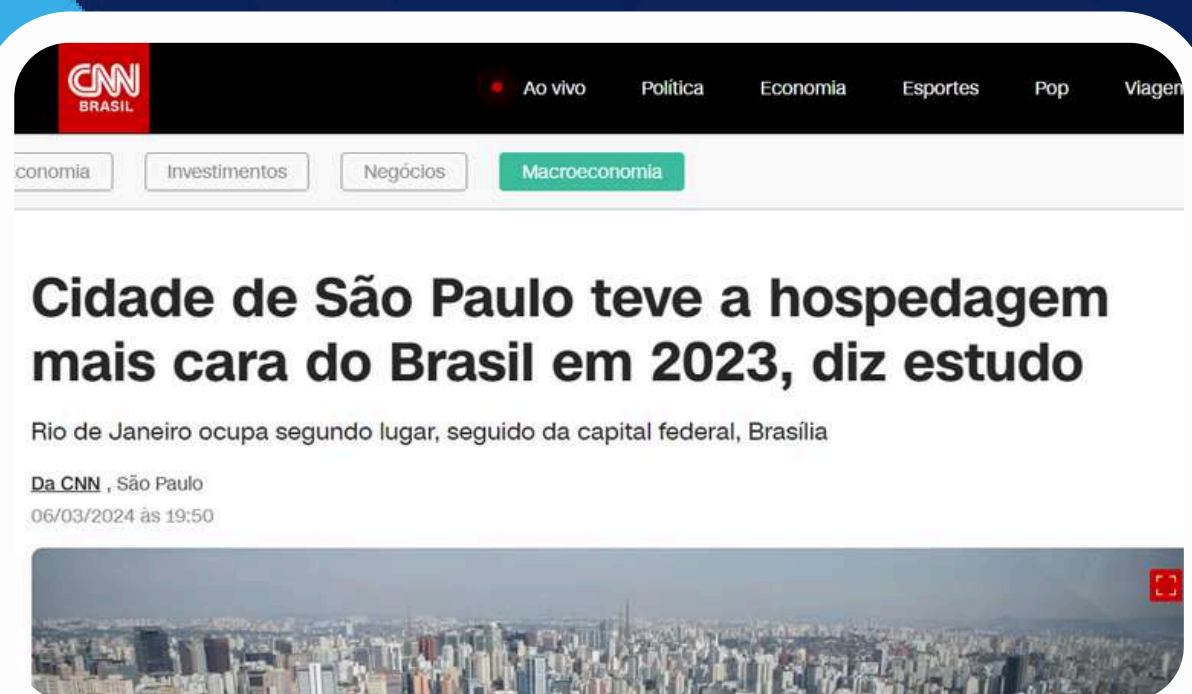 CNN
BRASIL
Ao vivo Política Economia Esportes Pop Viagem
conomia Investimentos Negócios Macroeconomia
Cidade de São Paulo teve a hospedagem
mais cara do Brasil em 2023, diz estudo
Rio de Janeiro ocupa segundo lugar, seguido da capital federal, Brasília
Da CNN , São Paulo
06/03/2024 às 19:50